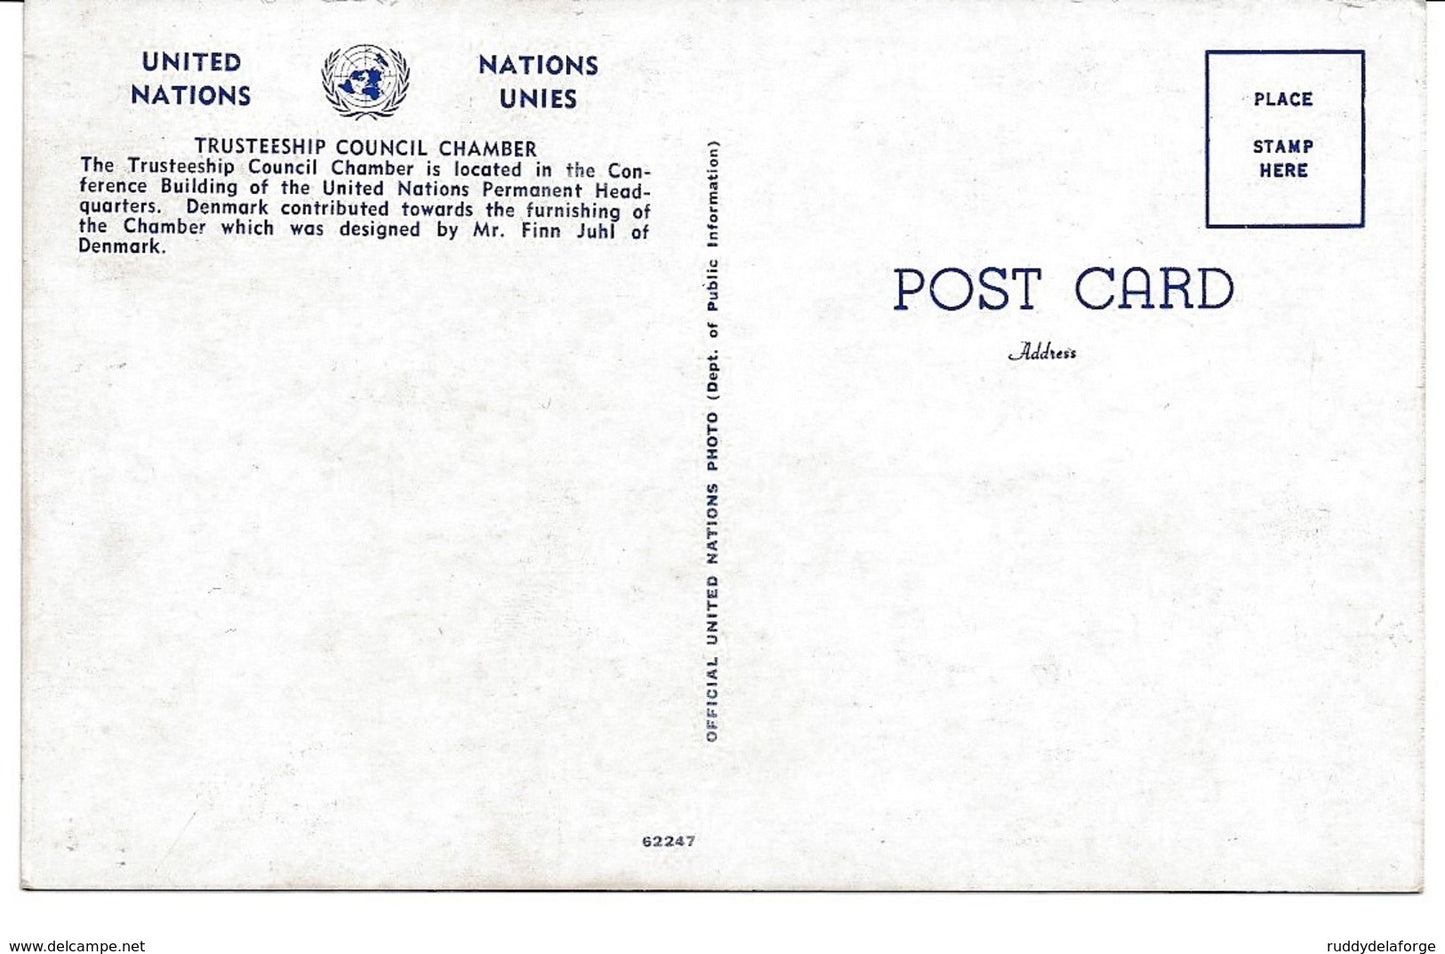 UNITED
NATIONS
NATIONS
UNIES
TRUSTEESHIP COUNCIL CHAMBER
The Trusteeship Council Chamber is located in the Con-
ference Building of the United Nations Permanent Head-
quarters. Denmark contributed towards the furnishing of
the Chamber which was designed by Mr. Finn Juhl of
Denmark.
OFFICIAL UNITED NATIONS PHOTO (Dept. of Public Information)
62247
PLACE
STAMP
HERE
POST CARD
Address
www.delcampe.net
ruddydelaforge